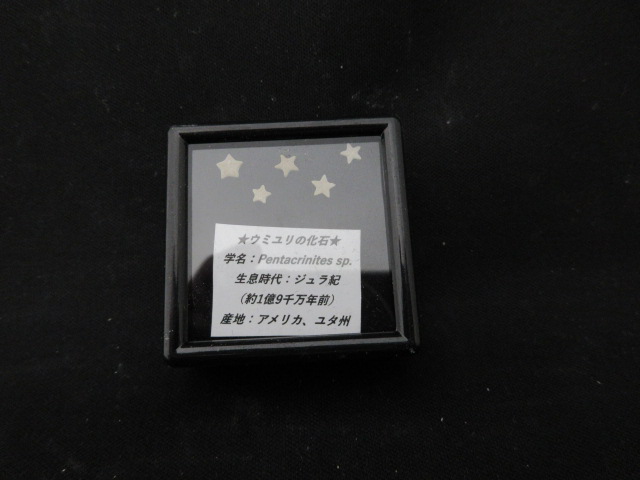 ★ウミユリの化石★
学名：Pentacrinites sp.
生息時代：ジュラ紀
（約1億9千万年前）
産地：アメリカ、ユタ州